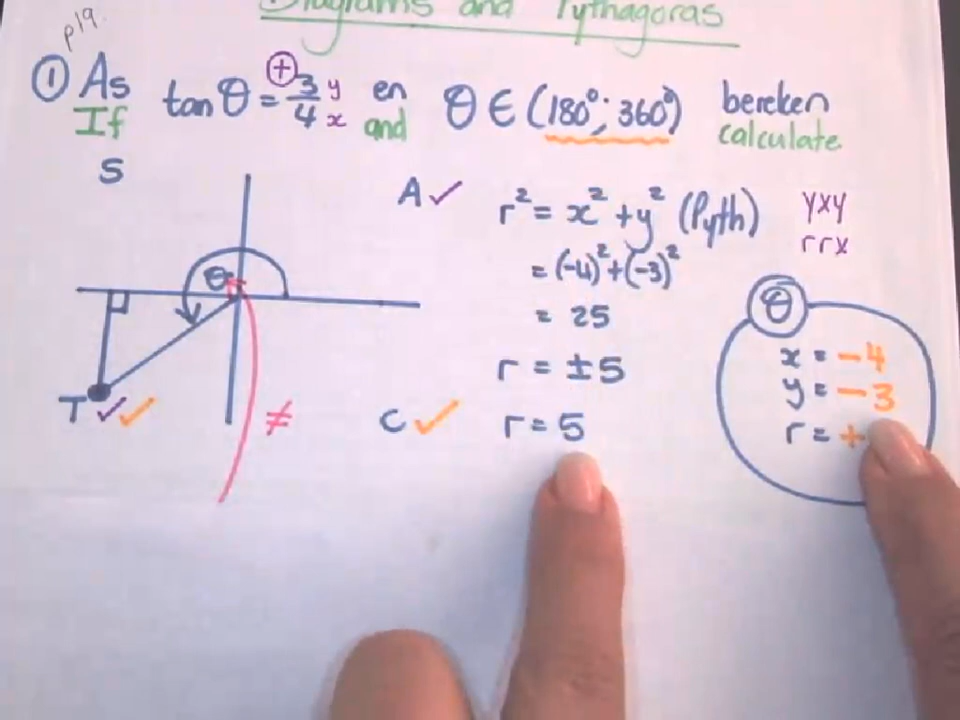 p19.
Diagrams and Pythagoras
① As tan θ = ⊕3/4 y/x en θ ∈ (180°; 360°) bereken
If and calculate
S A ✓
r² = x² + y² (Pyth) yxy
= (-4)² + (-3)² rrx
= 25
r = ±5
r = 5
θ
x = -4
y = -3
r = +
θ
T ✓✓ ≠ C ✓